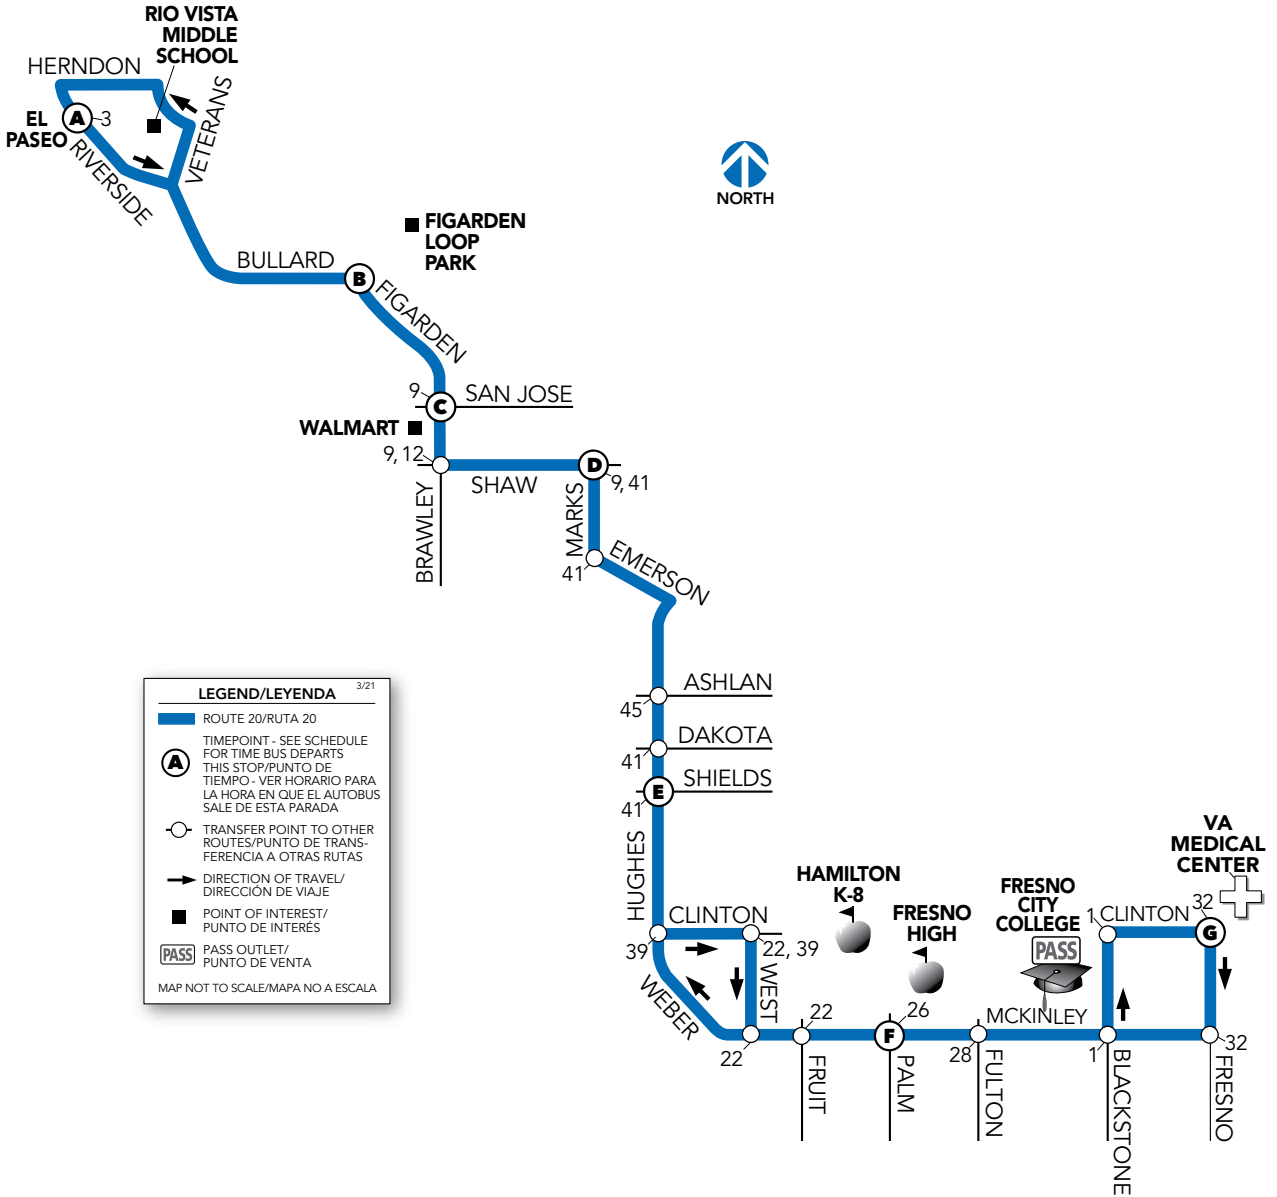 RIO VISTA
MIDDLE
SCHOOL
HERNDON
VETERANS
EL
PASEO
A
3
RIVERSIDE
NORTH
FIGARDEN
LOOP
PARK
BULLARD
B
FIGARDEN
9
C
SAN JOSE
WALMART
9, 12
D
SHAW
9, 41
BRAWLEY
MARKS
41
EMERSON
ASHLAN
45
DAKOTA
41
SHIELDS
E
41
HUGHES
CLINTON
39
22, 39
WEST
WEBER
22
22
FRUIT
HAMILTON
K-8
FRESNO
HIGH
26
F
PALM
MCKINLEY
28
FULTON
FRESNO
CITY
COLLEGE
PASS
1
CLINTON
VA
MEDICAL
CENTER
32
G
1
BLACKSTONE
32
FRESNO
3/21
LEGEND/LEYENDA
ROUTE 20/RUTA 20
A
TIMEPOINT - SEE SCHEDULE
FOR TIME BUS DEPARTS
THIS STOP/PUNTO DE
TIEMPO - VER HORARIO PARA
LA HORA EN QUE EL AUTOBUS
SALE DE ESTA PARADA
TRANSFER POINT TO OTHER
ROUTES/PUNTO DE TRANS-
FERENCIA A OTRAS RUTAS
DIRECTION OF TRAVEL/
DIRECCIÓN DE VIAJE
POINT OF INTEREST/
PUNTO DE INTERÉS
PASS
PASS OUTLET/
PUNTO DE VENTA
MAP NOT TO SCALE/MAPA NO A ESCALA